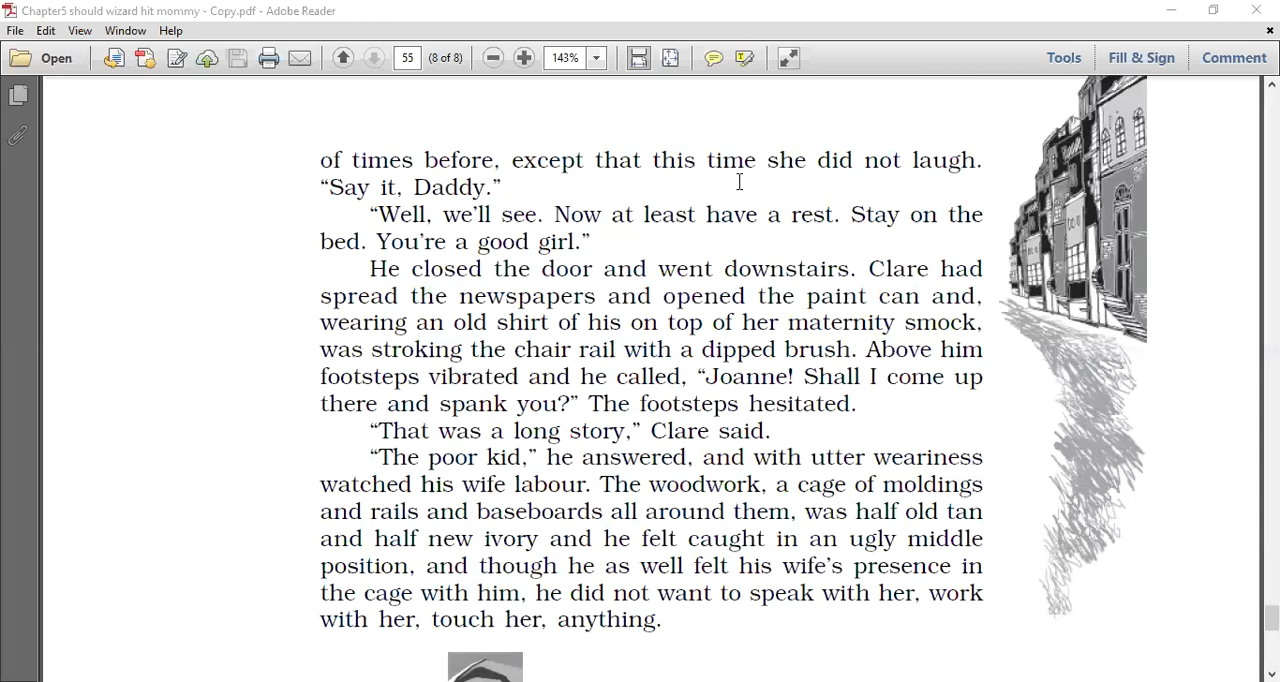 Chapter5 should wizard hit mommy - Copy.pdf - Adobe Reader
File Edit View Window Help
Open 55 (8 of 8) 143% Tools Fill & Sign Comment
of times before, except that this time she did not laugh.
“Say it, Daddy.”
“Well, we’ll see. Now at least have a rest. Stay on the
bed. You’re a good girl.”
He closed the door and went downstairs. Clare had
spread the newspapers and opened the paint can and,
wearing an old shirt of his on top of her maternity smock,
was stroking the chair rail with a dipped brush. Above him
footsteps vibrated and he called, “Joanne! Shall I come up
there and spank you?” The footsteps hesitated.
“That was a long story,” Clare said.
“The poor kid,” he answered, and with utter weariness
watched his wife labour. The woodwork, a cage of moldings
and rails and baseboards all around them, was half old tan
and half new ivory and he felt caught in an ugly middle
position, and though he as well felt his wife’s presence in
the cage with him, he did not want to speak with her, work
with her, touch her, anything.